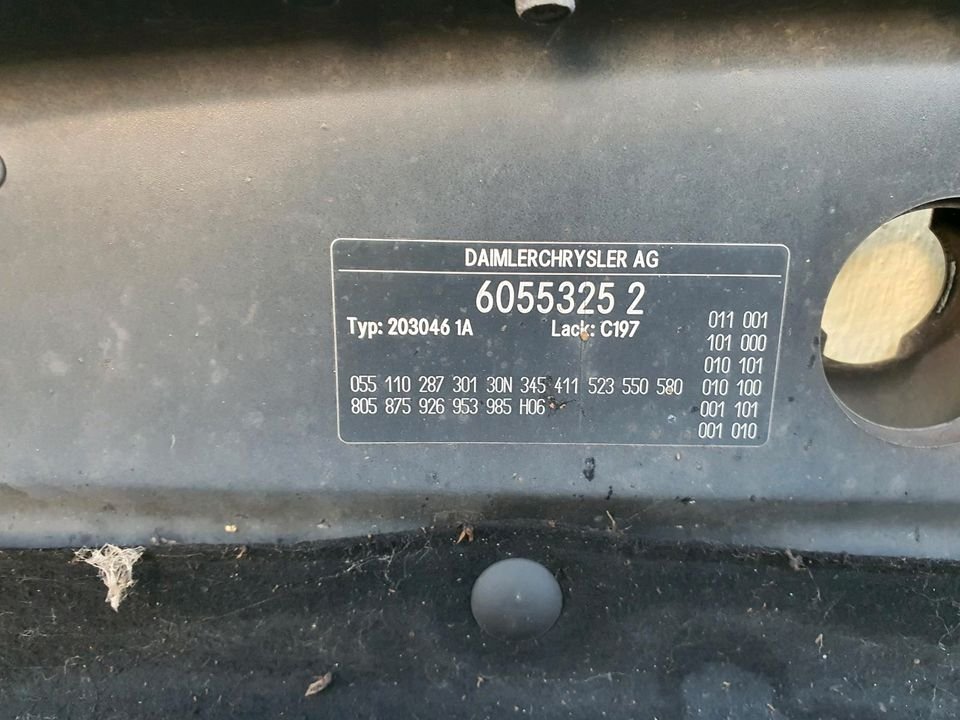 DAIMLERCHRYSLER AG
6055325 2
Typ: 203046 1A Lack: C197
011 001
101 000
010 101
055 110 287 301 30N 345 411 523 550 580 010 100
805 875 926 953 985 H06 001 101
001 010